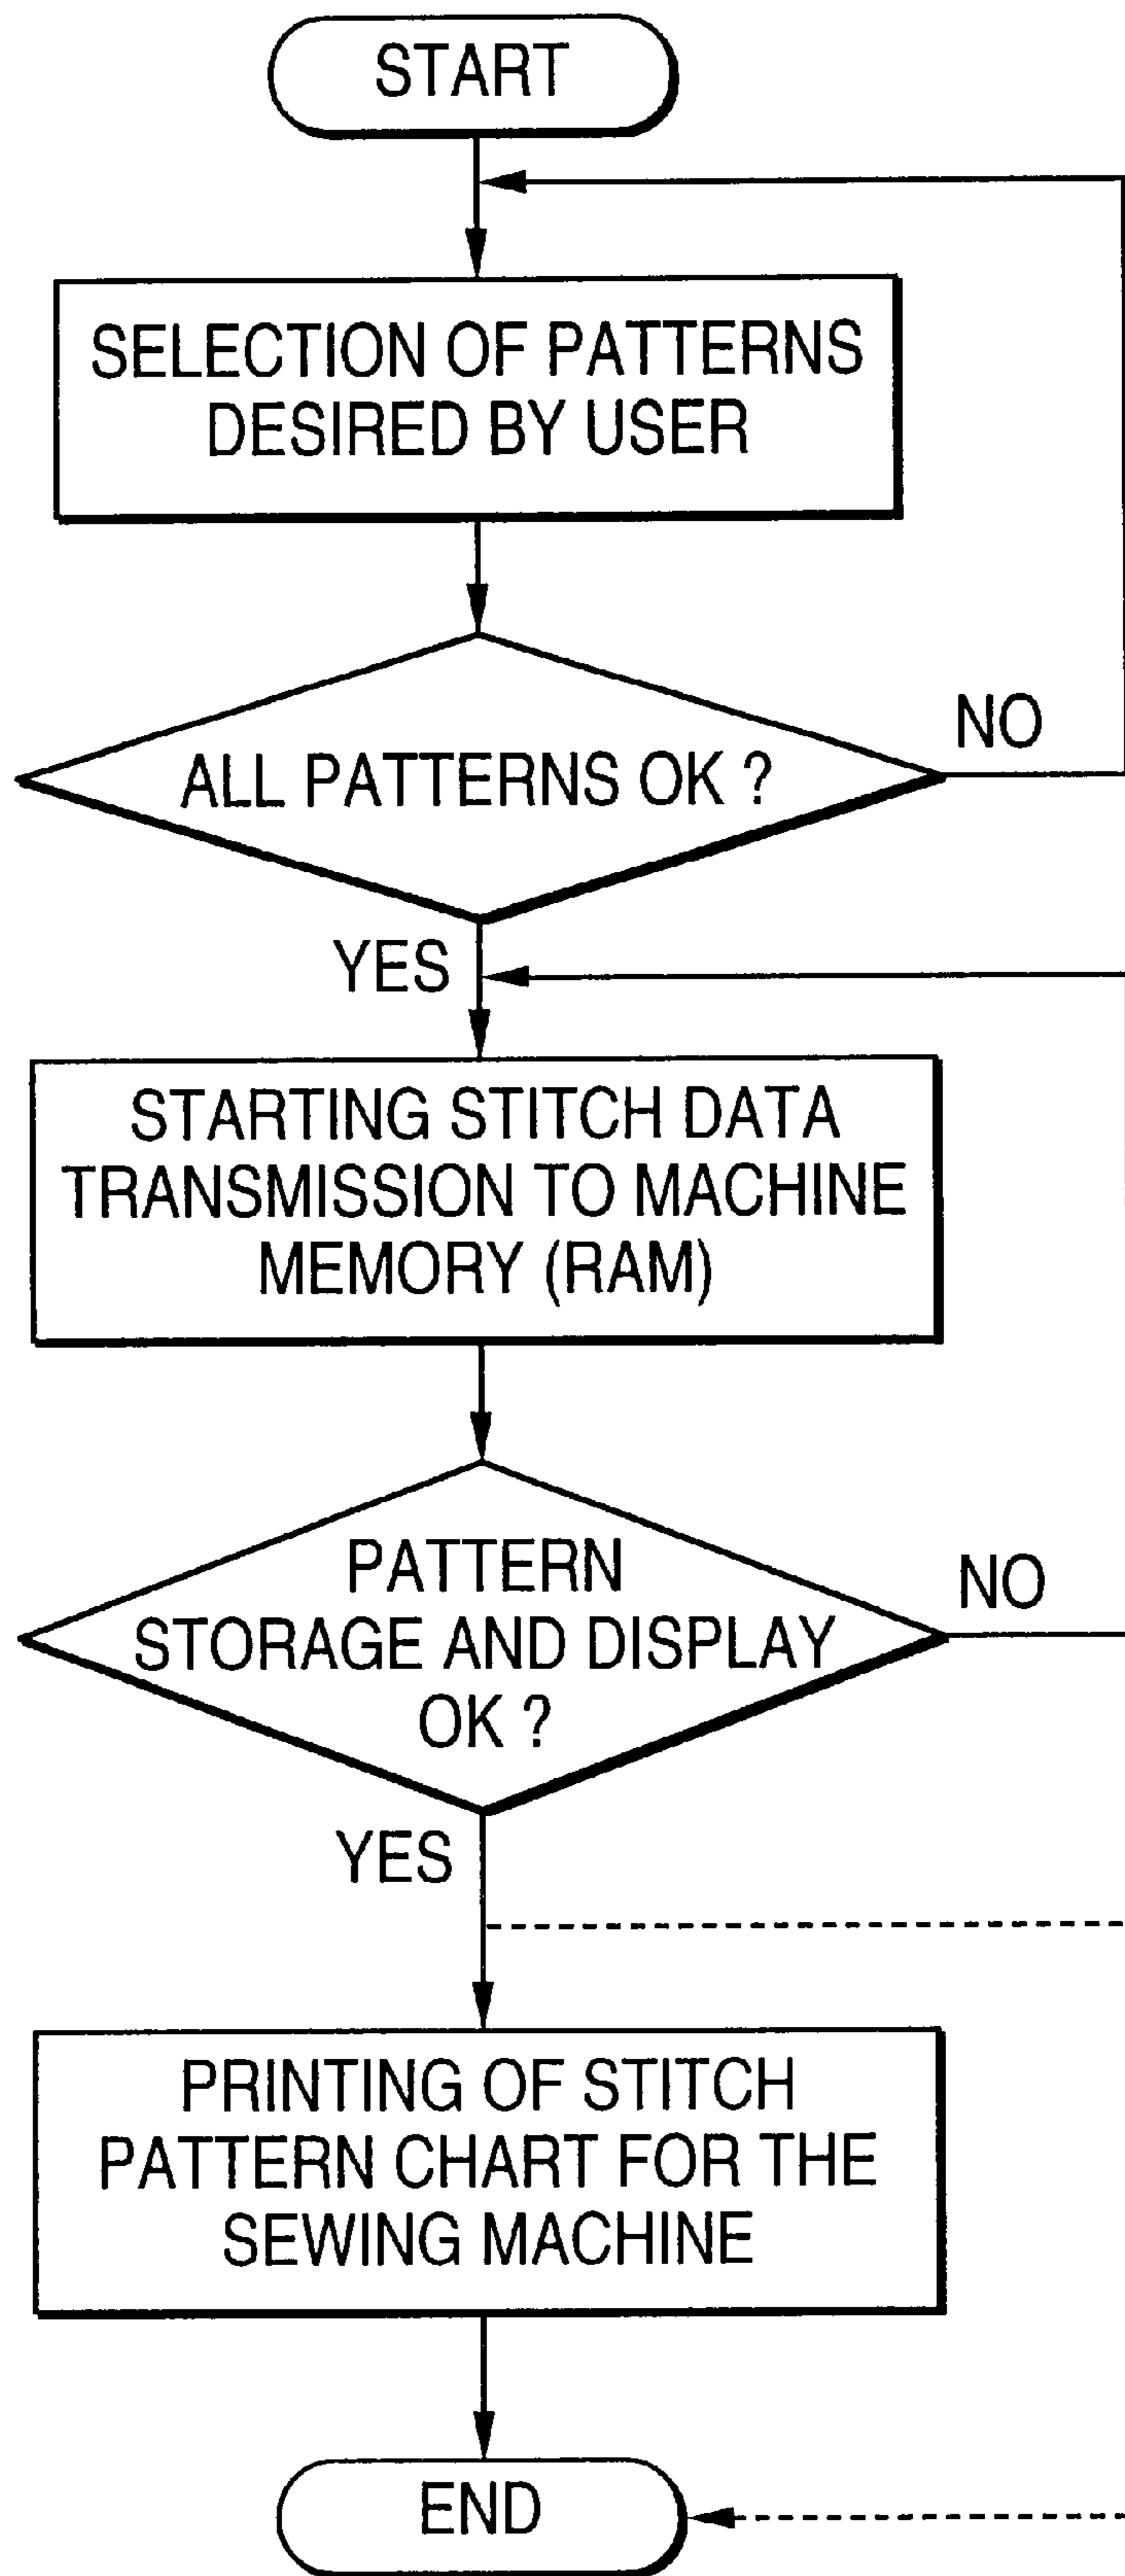 START
SELECTION OF PATTERNS
DESIRED BY USER
ALL PATTERNS OK ?
NO
YES
STARTING STITCH DATA
TRANSMISSION TO MACHINE
MEMORY (RAM)
PATTERN
STORAGE AND DISPLAY
OK ?
NO
YES
PRINTING OF STITCH
PATTERN CHART FOR THE
SEWING MACHINE
END